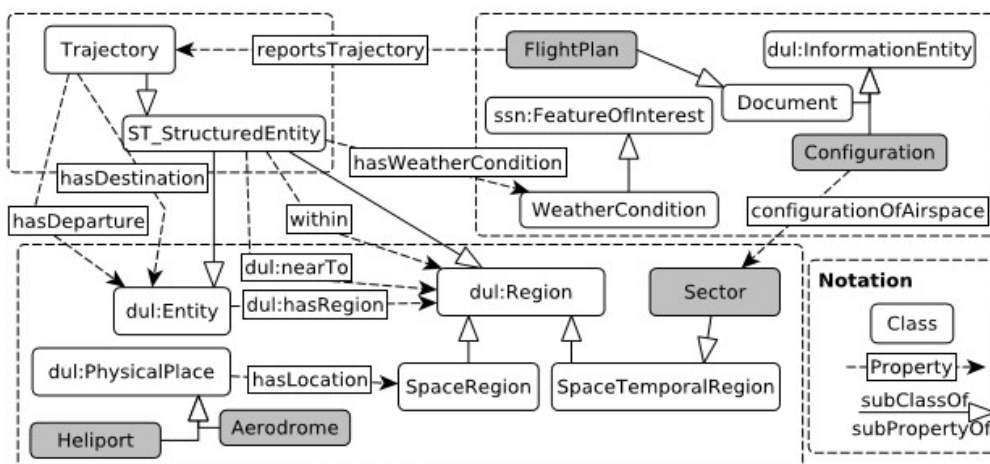 Trajectory
reportsTrajectory
FlightPlan
dul:InformationEntity
Document
ssn:FeatureOfInterest
ST_StructuredEntity
hasWeatherCondition
Configuration
hasDestination
WeatherCondition
configurationOfAirspace
hasDeparture
within
dul:nearTo
dul:Entity
dul:hasRegion
dul:Region
Sector
Notation
Class
Property
subClassOf
subPropertyOf
dul:PhysicalPlace
hasLocation
SpaceRegion
SpaceTemporalRegion
Heliport
Aerodrome